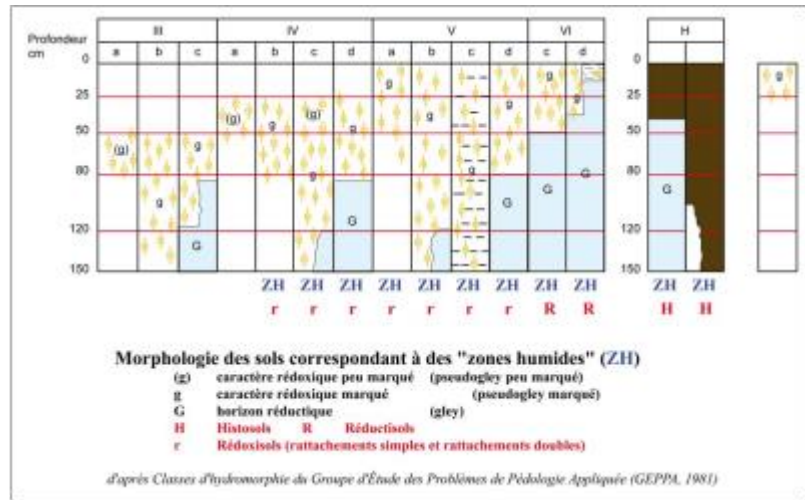 III IV V VI H
Profondeur
cm
a b c a b c d a b c d c d
0 0
g g g
25 25
(g) g (g) g g g g
50 50
(g) g
80 80
g g g G G G G
120 120
G G
150 150
ZH ZH ZH ZH ZH ZH ZH ZH ZH ZH ZH
r r r r r r r R R H H
Morphologie des sols correspondant à des "zones humides" (ZH)
(g) caractère rédoxique peu marqué (pseudogley peu marqué)
g caractère rédoxique marqué (pseudogley marqué)
G horizon réductique (gley)
H Histosols R Réductisols
r Rédoxisols (rattachements simples et rattachements doubles)
d'après Classes d'hydromorphie du Groupe d'Étude des Problèmes de Pédologie Appliquée (GEPPA, 1981)